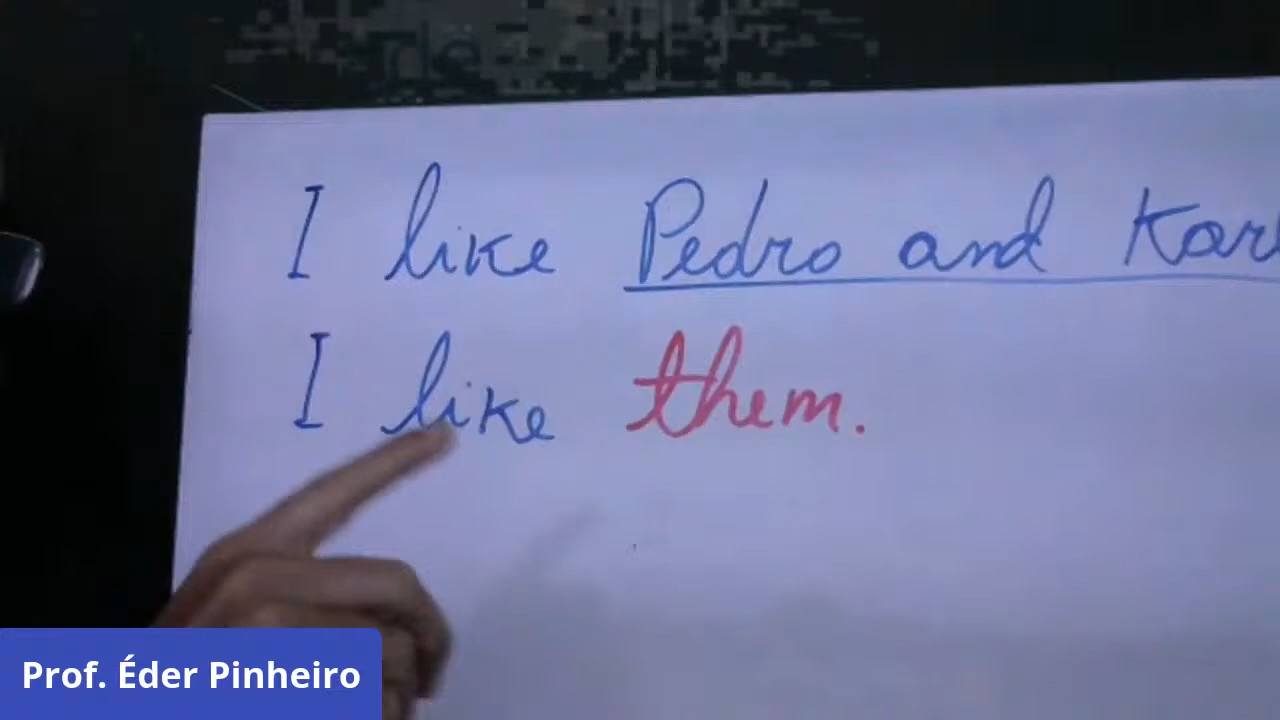 I like Pedro and
I like them.
Prof. Éder Pinheiro